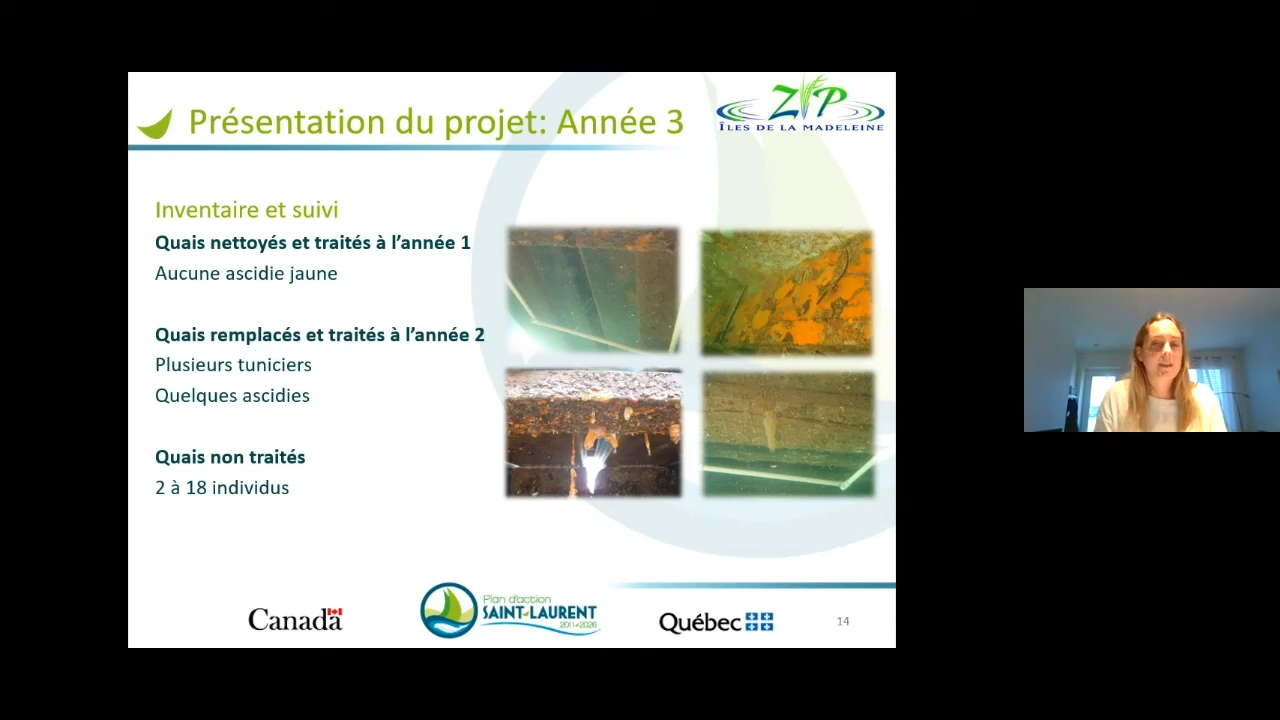 Présentation du projet: Année 3
ZIP
ÎLES DE LA MADELEINE
Inventaire et suivi
Quais nettoyés et traités à l'année 1
Aucune ascidie jaune
Quais remplacés et traités à l'année 2
Plusieurs tuniciers
Quelques ascidies
Quais non traités
2 à 18 individus
Canada
Plan d'action
SAINT-LAURENT
2011-2026
Québec
14